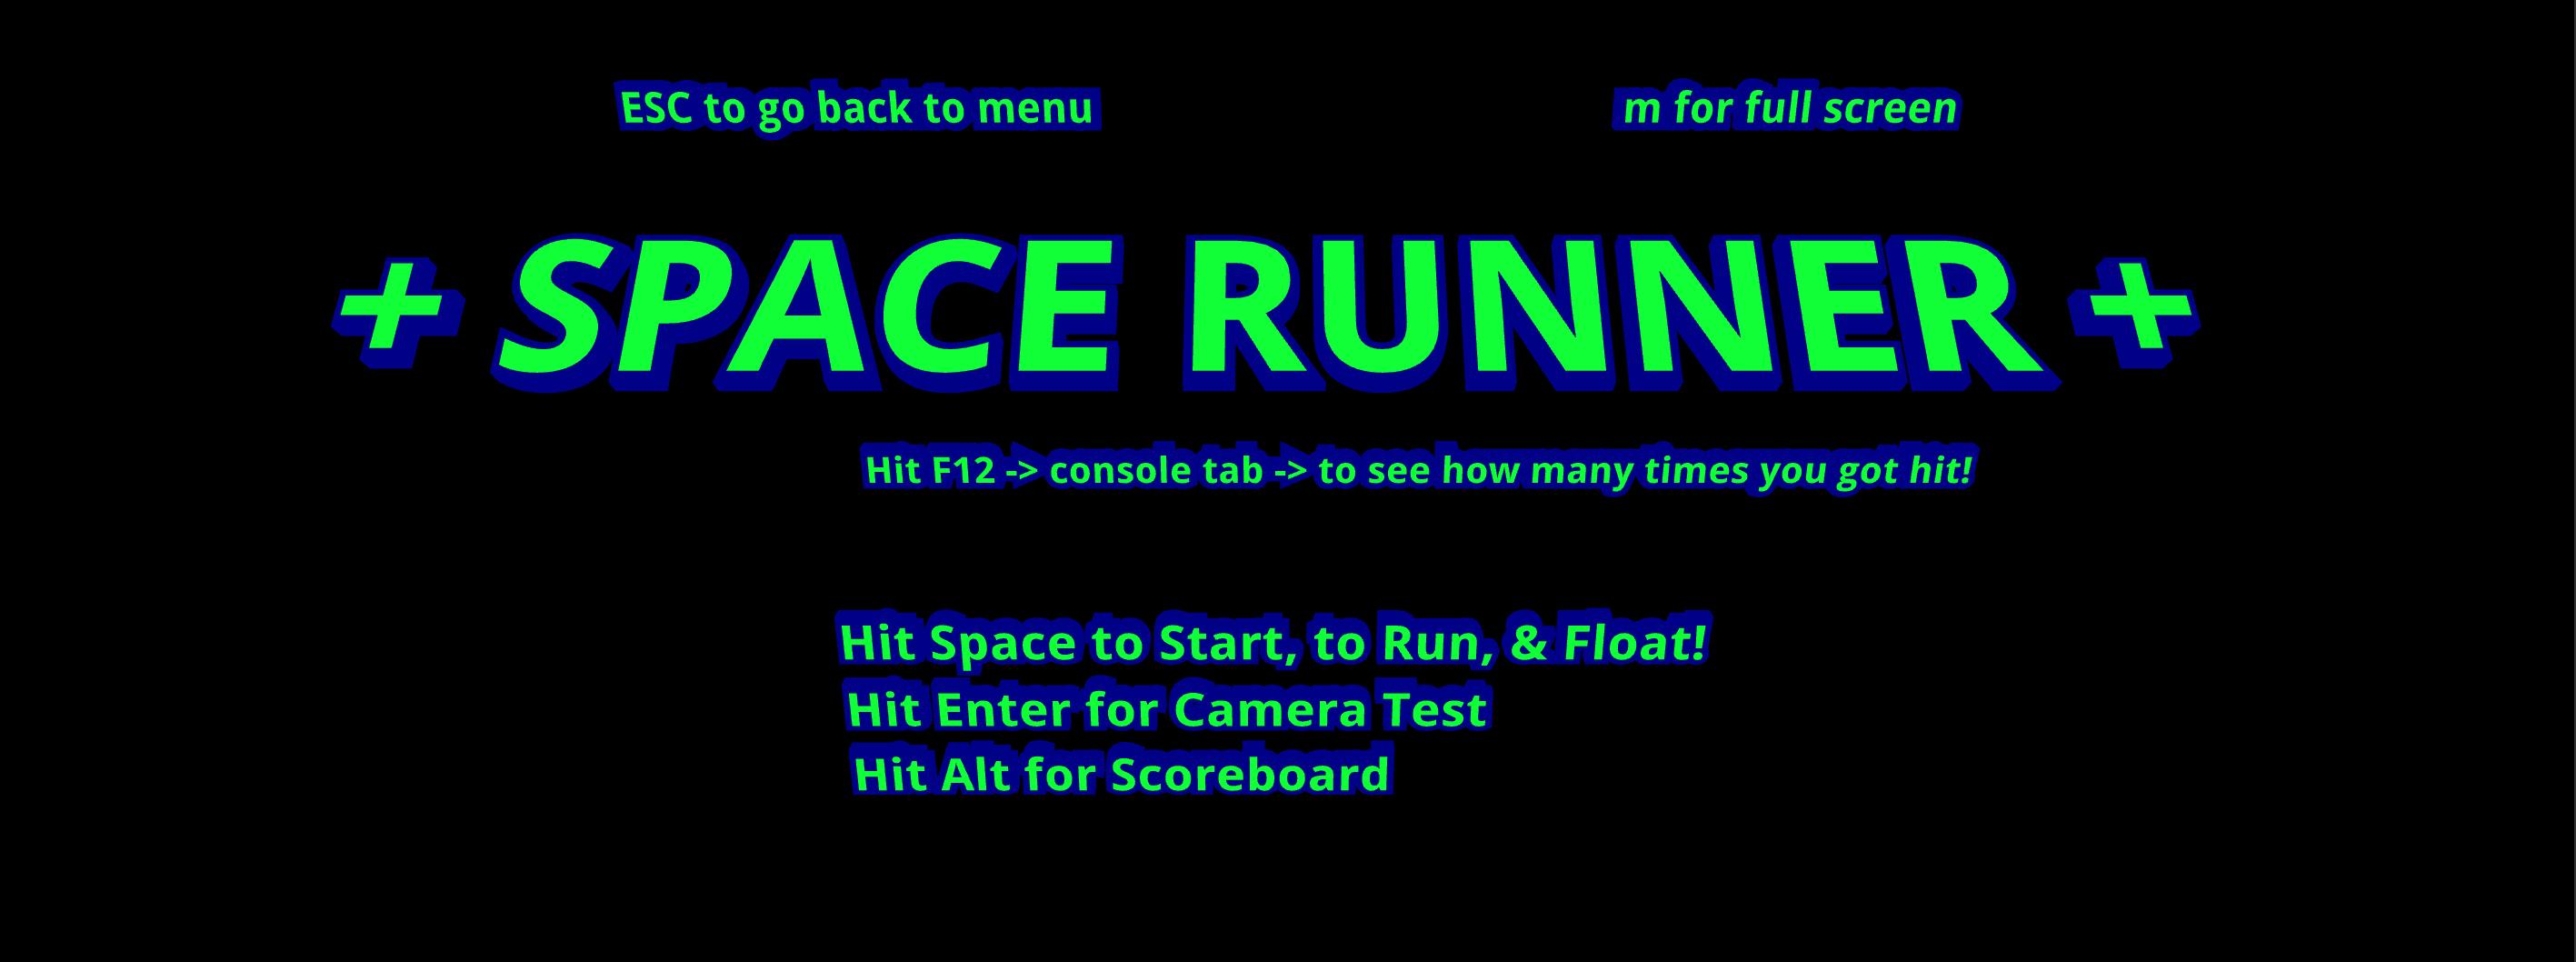 ESC to go back to menu
m for full screen
+ SPACE RUNNER +
Hit F12 -> console tab -> to see how many times you got hit!
Hit Space to Start, to Run, & Float!
Hit Enter for Camera Test
Hit Alt for Scoreboard